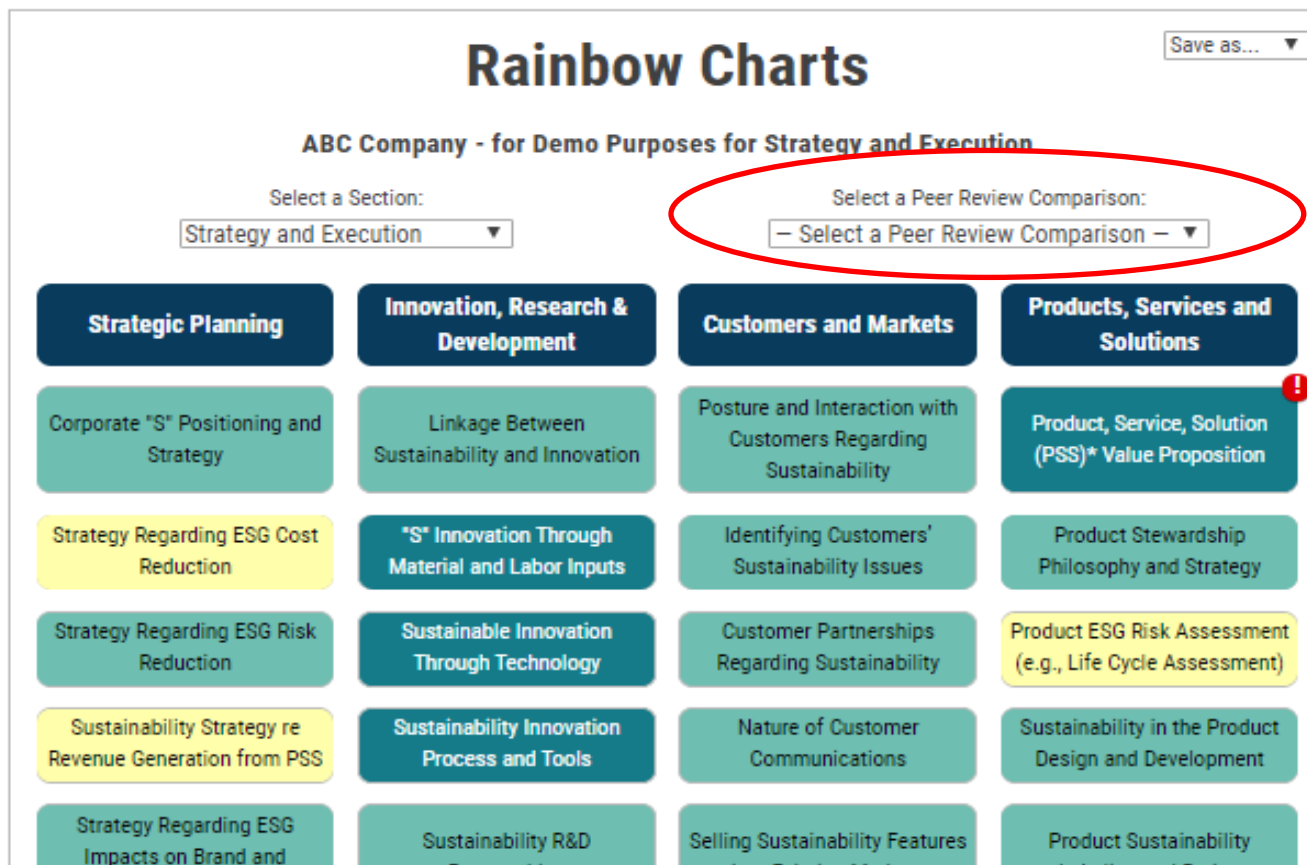 Save as...
Rainbow Charts
ABC Company - for Demo Purposes for Strategy and Execution
Select a Section:
Strategy and Execution
Select a Peer Review Comparison:
— Select a Peer Review Comparison —
Strategic Planning
Innovation, Research &
Development
Customers and Markets
Products, Services and
Solutions
Corporate "S" Positioning and
Strategy
Linkage Between
Sustainability and Innovation
Posture and Interaction with
Customers Regarding
Sustainability
!
Product, Service, Solution
(PSS)* Value Proposition
Strategy Regarding ESG Cost
Reduction
"S" Innovation Through
Material and Labor Inputs
Identifying Customers'
Sustainability Issues
Product Stewardship
Philosophy and Strategy
Strategy Regarding ESG Risk
Reduction
Sustainable Innovation
Through Technology
Customer Partnerships
Regarding Sustainability
Product ESG Risk Assessment
(e.g., Life Cycle Assessment)
Sustainability Strategy re
Revenue Generation from PSS
Sustainability Innovation
Process and Tools
Nature of Customer
Communications
Sustainability in the Product
Design and Development
Strategy Regarding ESG
Impacts on Brand and
Sustainability R&D
Selling Sustainability Features
Product Sustainability